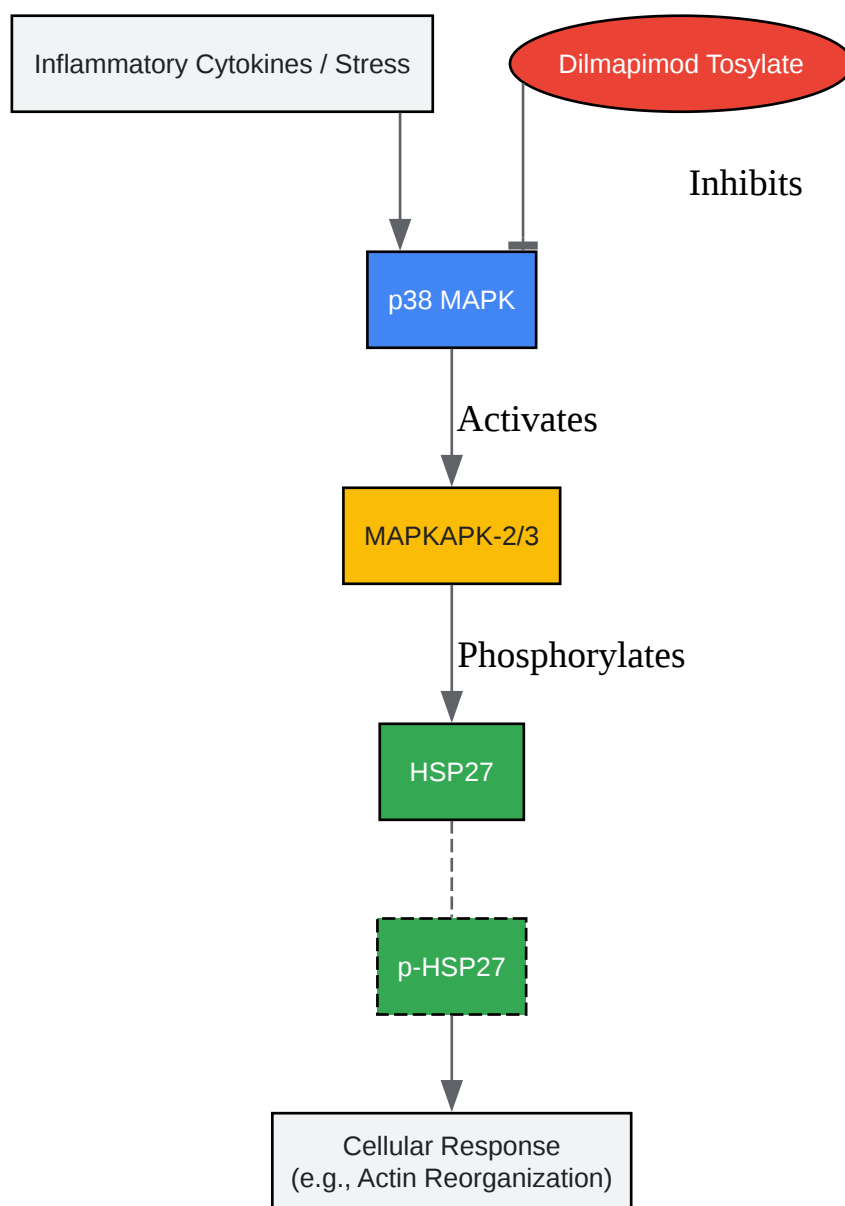 Inflammatory Cytokines / Stress
Dilmapimod Tosylate
Inhibits
p38 MAPK
Activates
MAPKAPK-2/3
Phosphorylates
HSP27
p-HSP27
Cellular Response
(e.g., Actin Reorganization)